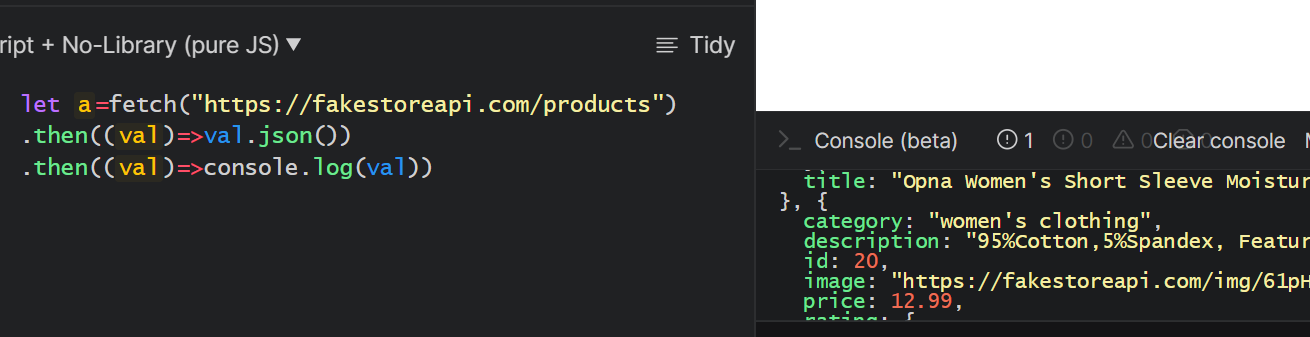 ript + No-Library (pure JS) ▼
Tidy
let a=fetch("https://fakestoreapi.com/products")
.then((val)=>val.json())
.then((val)=>console.log(val))
Console (beta)
1
0
0
0
Clear console
title: "Opna Women's Short Sleeve Moistur
}, {
category: "women's clothing",
description: "95%Cotton,5%Spandex, Featur
id: 20,
image: "https://fakestoreapi.com/img/61pH
price: 12.99,
rating: {